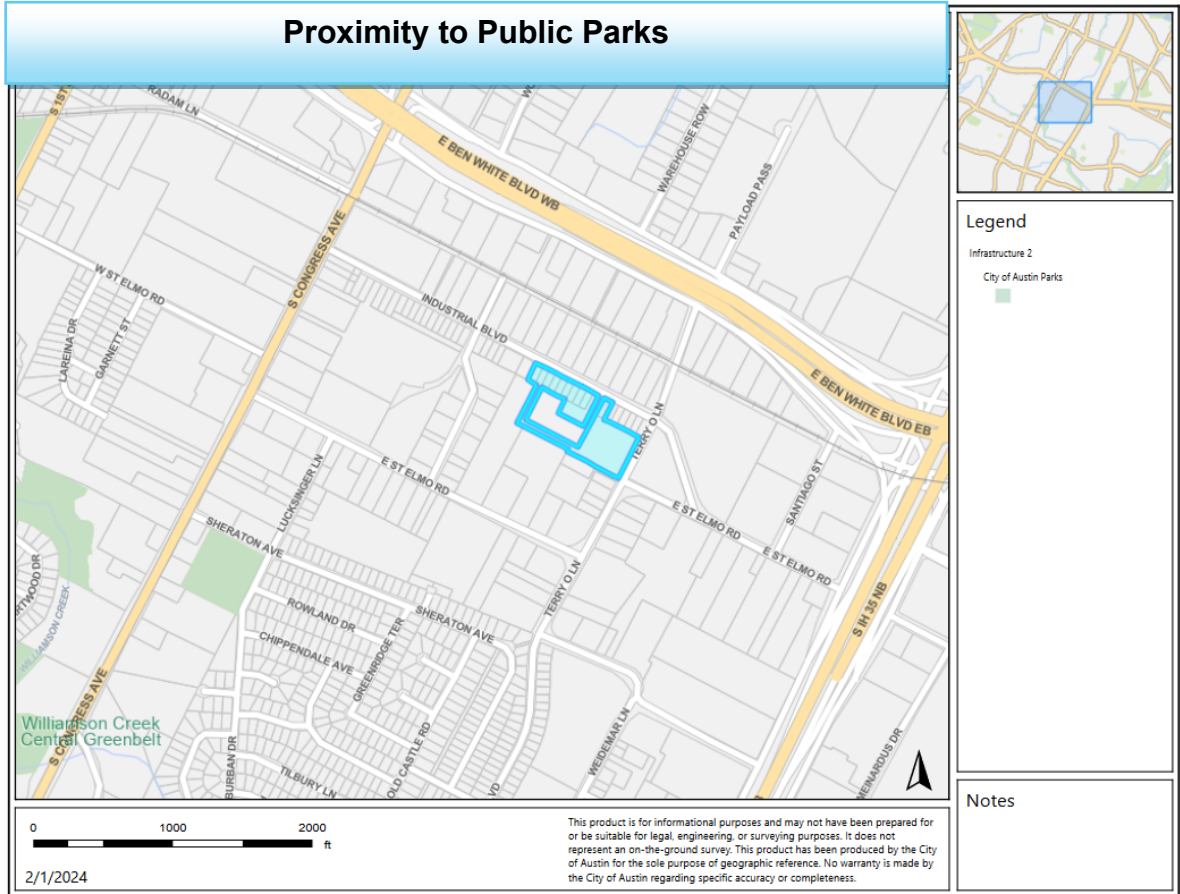 Proximity to Public Parks
RADAM LN
S 1ST
E BEN WHITE BLVD WB
WAREHOUSE ROW
PAYLOAD PASS
S CONGRESS AVE
W ST ELMO RD
LAREINA DR
GARNETT ST
INDUSTRIAL BLVD
E BEN WHITE BLVD EB
TERRY O LN
E ST ELMO RD
LUCKSINGER LN
SANTIAGO ST
E ST ELMO RD
E ST ELMO RD
SHERATON AVE
TERRY O LN
S IH 35 NB
ROWLAND DR
SHERATON AVE
CHIPPENDALE AVE
GREENRIDGE TER
WILLIAMSON CREEK
S CONGRESS AVE
Williamson Creek
Central Greenbelt
BURBAN DR
TILBURY LN
OLD CASTLE RD
VD
WEIDEMAR LN
MEINARDUS DR
Legend
Infrastructure 2
City of Austin Parks
Notes
0 1000 2000
ft
2/1/2024
This product is for informational purposes and may not have been prepared for
or be suitable for legal, engineering, or surveying purposes. It does not
represent an on-the-ground survey. This product has been produced by the City
of Austin for the sole purpose of geographic reference. No warranty is made by
the City of Austin regarding specific accuracy or completeness.